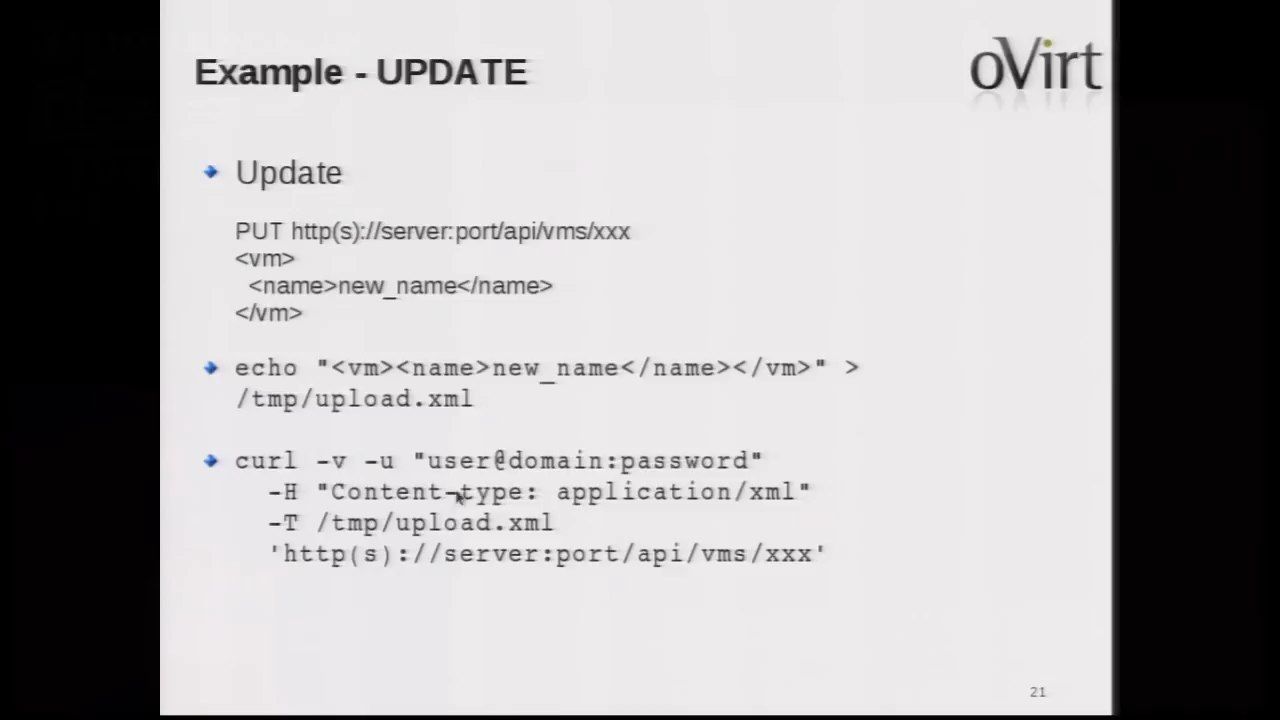 Example - UPDATE
oVirt
Update
PUT http(s)://server:port/api/vms/xxx
<vm>
<name>new_name</name>
</vm>
echo "<vm><name>new_name</name></vm>" >
/tmp/upload.xml
curl -v -u "user@domain:password"
-H "Content-type: application/xml"
-T /tmp/upload.xml
'http(s)://server:port/api/vms/xxx'
21